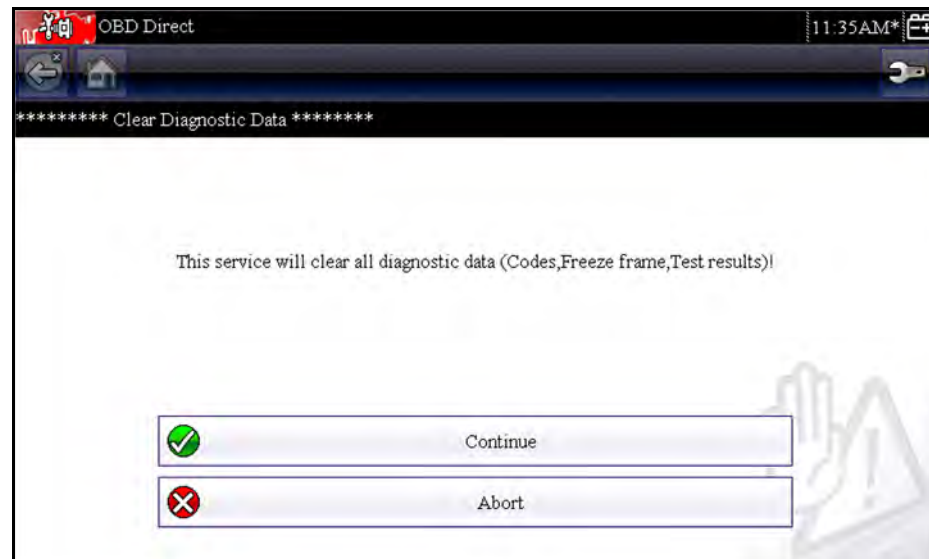 OBD Direct
11:35AM*
********* Clear Diagnostic Data ********
This service will clear all diagnostic data (Codes,Freeze frame,Test results)!
Continue
Abort